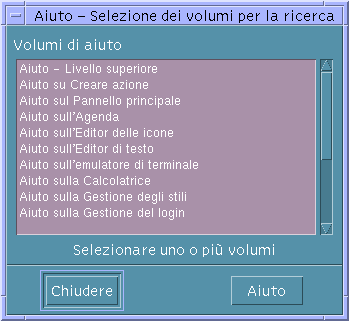 Aiuto – Selezione dei volumi per la ricerca
Volumi di aiuto
Aiuto – Livello superiore
Aiuto su Creare azione
Aiuto sul Pannello principale
Aiuto sull'Agenda
Aiuto sull'Editor delle icone
Aiuto sull'Editor di testo
Aiuto sull'emulatore di terminale
Aiuto sulla Calcolatrice
Aiuto sulla Gestione degli stili
Aiuto sulla Gestione del login
Selezionare uno o più volumi
Chiudere
Aiuto